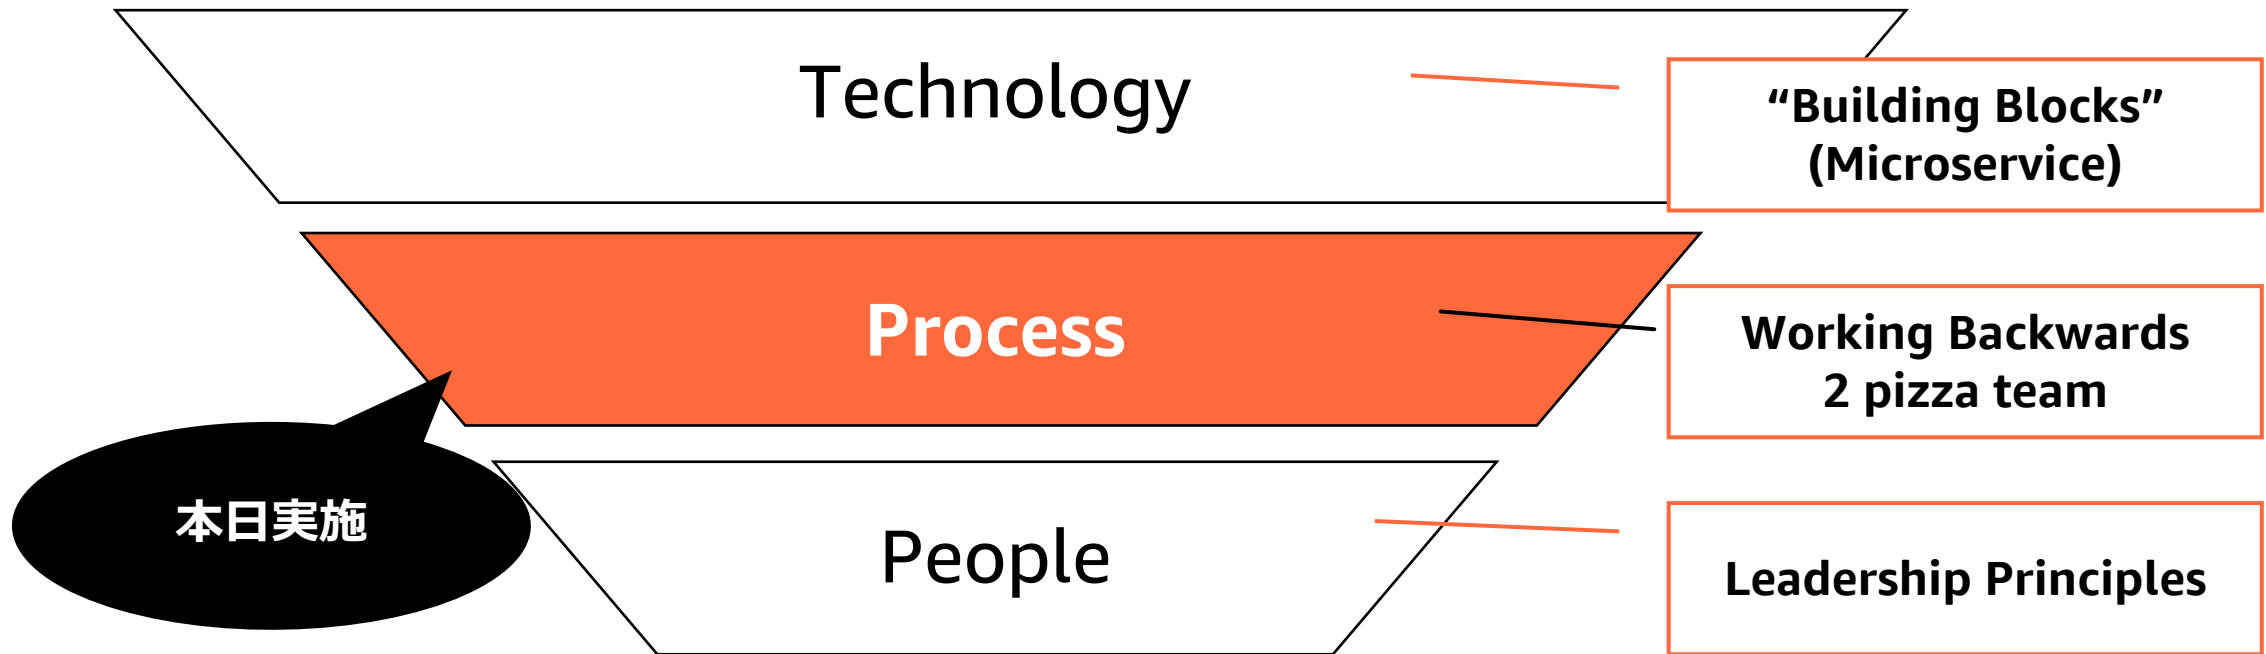 Technology
“Building Blocks”
(Microservice)
Process
Working Backwards
2 pizza team
本日実施
People
Leadership Principles